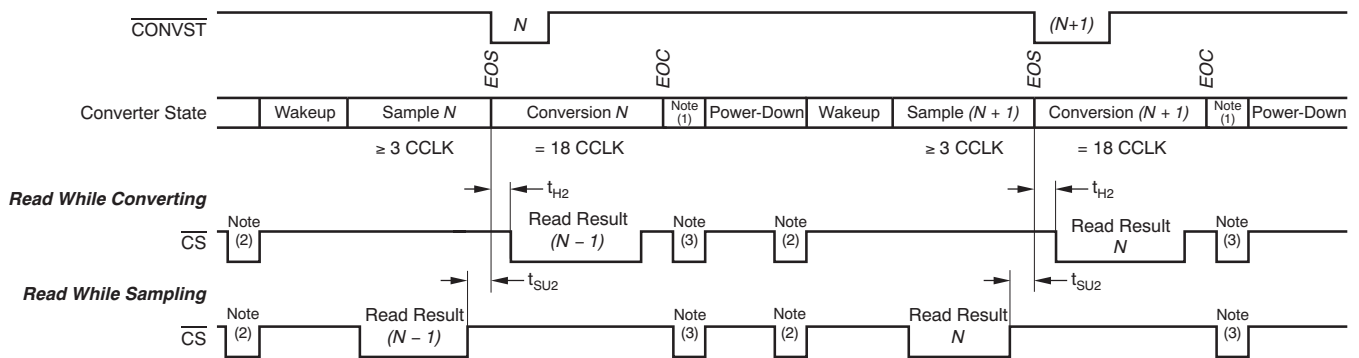 CONVST N (N+1)
EOS EOC EOS EOC
Converter State Wakeup Sample N Conversion N Note (1) Power-Down Wakeup Sample (N + 1) Conversion (N + 1) Note (1) Power-Down
≥ 3 CCLK = 18 CCLK ≥ 3 CCLK = 18 CCLK
tH2 tH2
Read While Converting
CS Note (2) Read Result (N − 1) Note (3) Note (2) Read Result N Note (3)
tSU2 tSU2
Read While Sampling
CS Note (2) Read Result (N − 1) Note (3) Note (2) Read Result N Note (3)